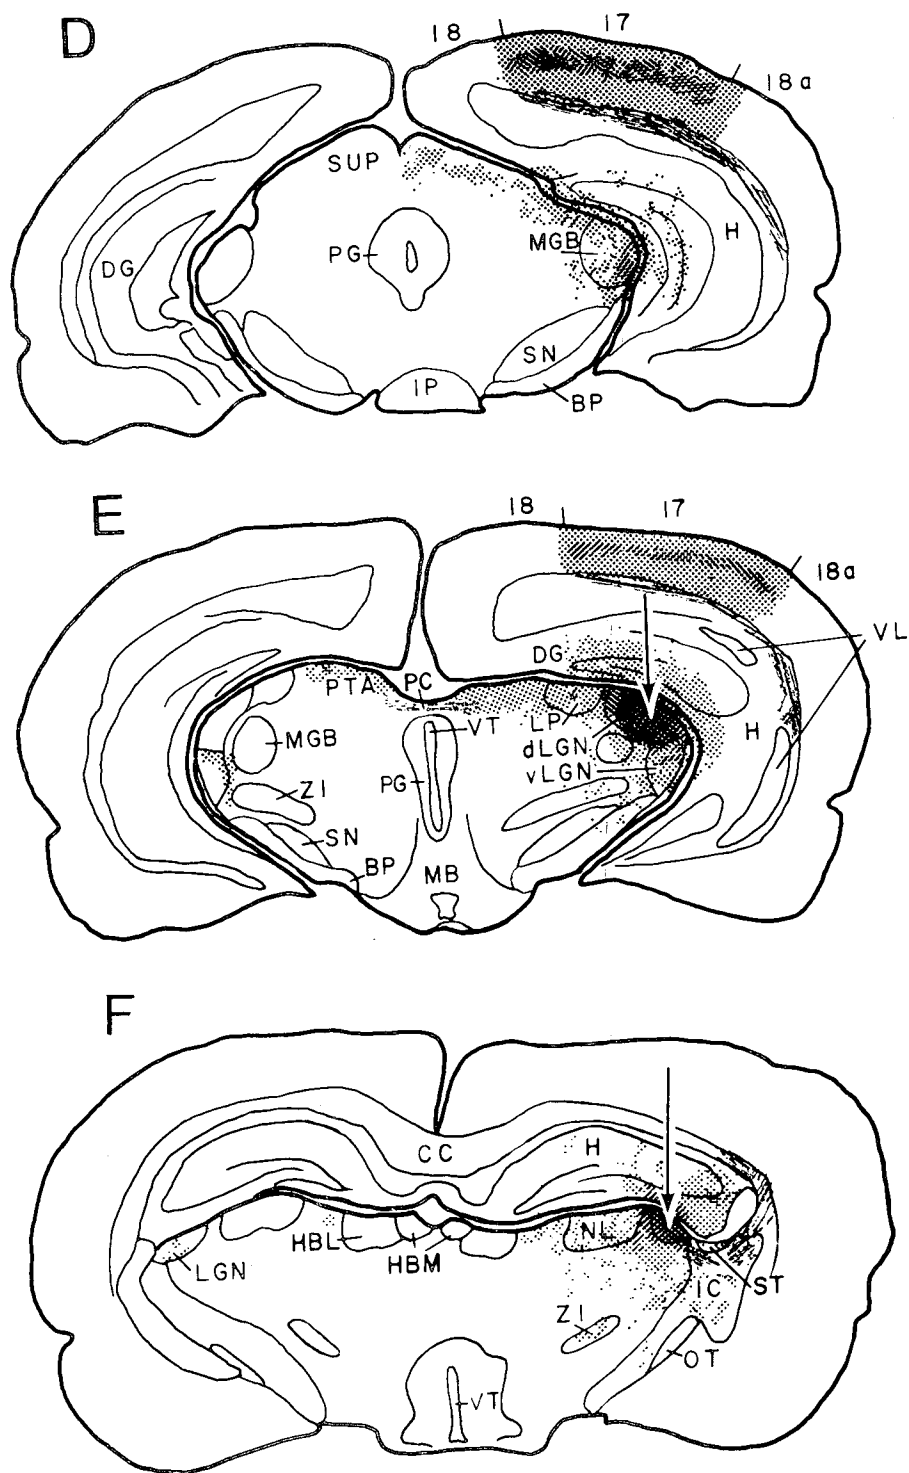 D
18
17
18a
SUP
DG
PG
MGB
H
SN
IP
BP
E
18
17
18a
VL
DG
PTA
PC
LP
VT
dLGN
H
MGB
vLGN
ZI
PG
SN
BP
MB
F
CC
H
HBL
HBM
NL
LGN
IC
ST
ZI
OT
VT